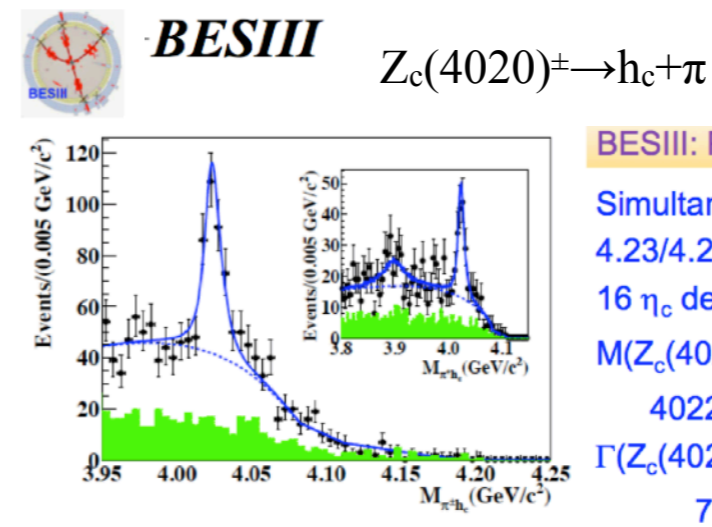 BESIII
BESIII
Zc(4020)±→hc+π
BESIII:
Simultar
4.23/4.2
16 ηc de
M(Zc(40
4022
Γ(Zc(402
7
Events/(0.005 GeV/c²)
120
100
80
60
40
20
0
3.95 4.00 4.05 4.10 4.15 4.20 4.25
Mπ±hc(GeV/c²)
Events/(0.005 GeV/c²)
50
40
30
20
10
0
3.8 3.9 4.0 4.1
Mπ±hc(GeV/c²)